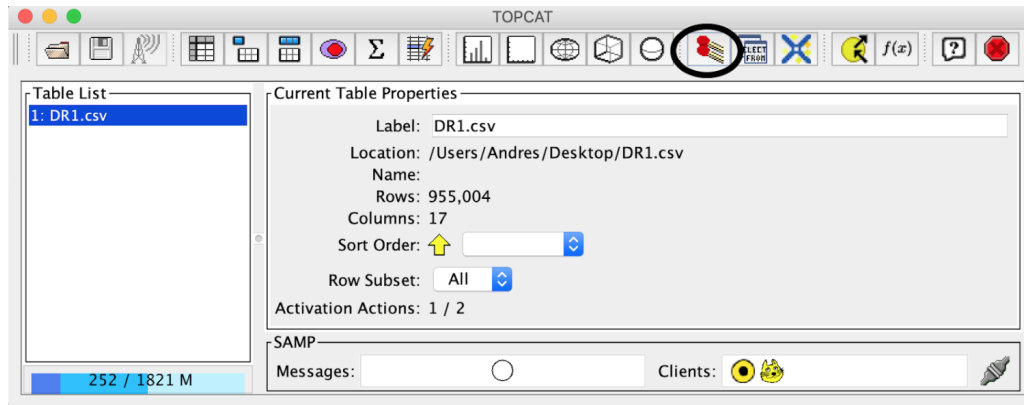 TOPCAT
Σ
SELECT
FROM
f(x)
?
Table List
1: DR1.csv
252 / 1821 M
Current Table Properties
Label: DR1.csv
Location: /Users/Andres/Desktop/DR1.csv
Name:
Rows: 955,004
Columns: 17
Sort Order:
Row Subset: All
Activation Actions: 1 / 2
SAMP
Messages:
Clients: